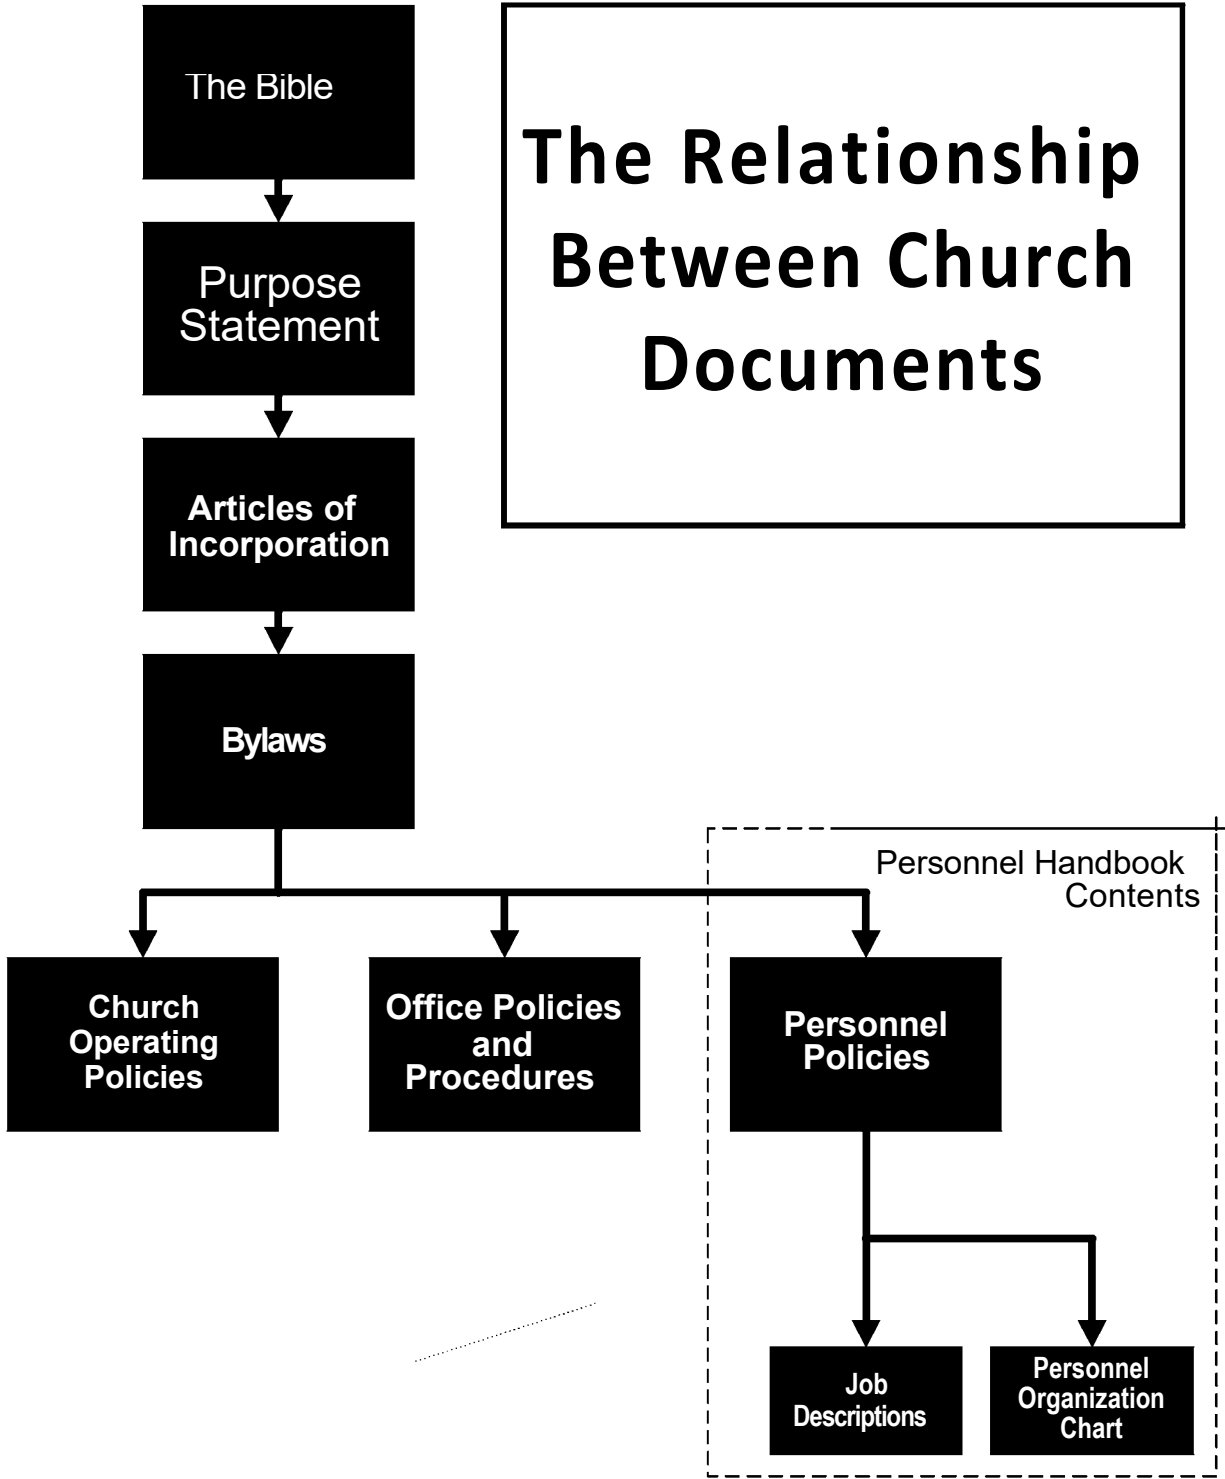 The Bible
The Relationship
Between Church
Documents
Purpose
Statement
Articles of
Incorporation
Bylaws
Personnel Handbook
Contents
Church
Operating
Policies
Office Policies
and
Procedures
Personnel
Policies
Job
Descriptions
Personnel
Organization
Chart